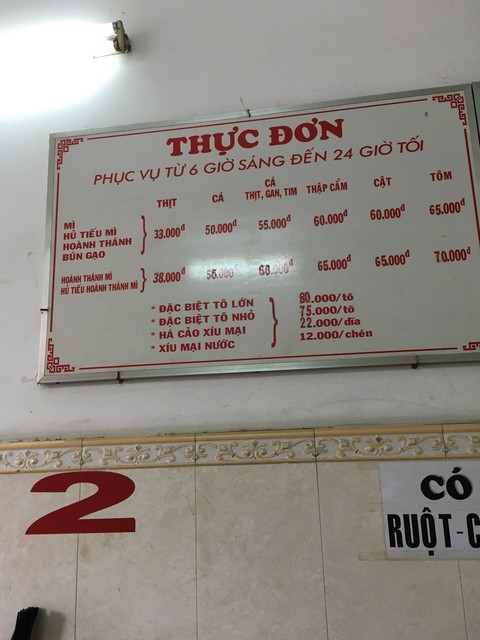 THỰC ĐƠN
PHỤC VỤ TỪ 6 GIỜ SÁNG ĐẾN 24 GIỜ TỐI
THỊT CÁ CÁ THỊT, GAN, TIM THẬP CẨM CẬT TÔM
MÌ
HỦ TIẾU MÌ
HOÀNH THÁNH
BÚN GẠO
33.000đ 50.000đ 55.000đ 60.000đ 60.000đ 65.000đ
HOÀNH THÁNH MÌ
HỦ TIẾU HOÀNH THÁNH MÌ
38.000đ 55.000đ 60.000đ 65.000đ 65.000đ 70.000đ
* ĐẶC BIỆT TÔ LỚN 80.000/tô
* ĐẶC BIỆT TÔ NHỎ 75.000/tô
* HÁ CẢO XÍU MẠI 22.000/dĩa
* XÍU MẠI NƯỚC 12.000/chén
2
CÓ
RUỘT-C